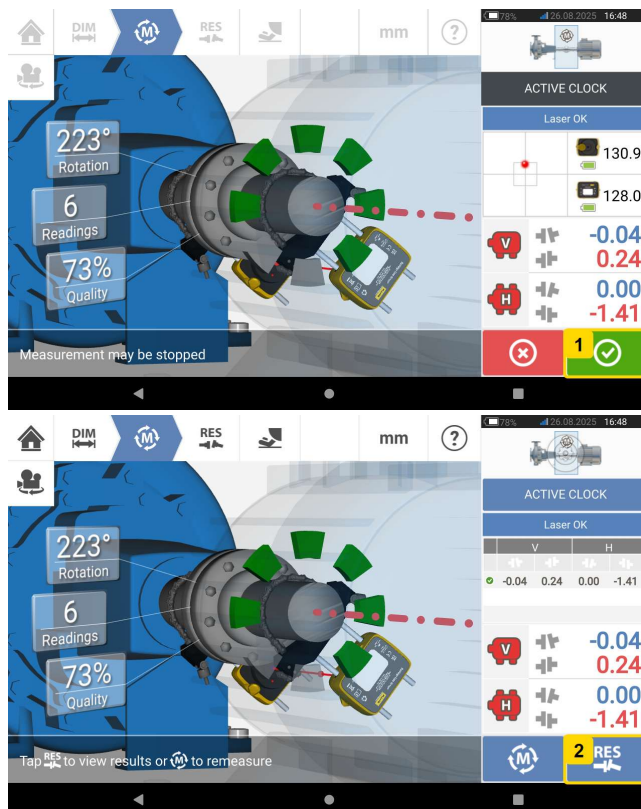 DIM
M
RES
mm
?
78% 26.08.2025 16:48
ACTIVE CLOCK
Laser OK
130.9
128.0
223°
Rotation
6
Readings
73%
Quality
V
-0.04
0.24
H
0.00
-1.41
Measurement may be stopped
1
DIM
M
RES
mm
?
78% 26.08.2025 16:48
ACTIVE CLOCK
Laser OK
V H
-0.04 0.24 0.00 -1.41
223°
Rotation
6
Readings
73%
Quality
V
-0.04
0.24
H
0.00
-1.41
Tap RES to view results or M to remeasure
M
2 RES